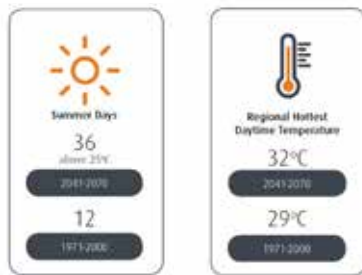 Summer Days
36
above 25°C
2041-2070
12
1971-2000
Regional Hottest
Daytime Temperature
32°C
2041-2070
29°C
1971-2000